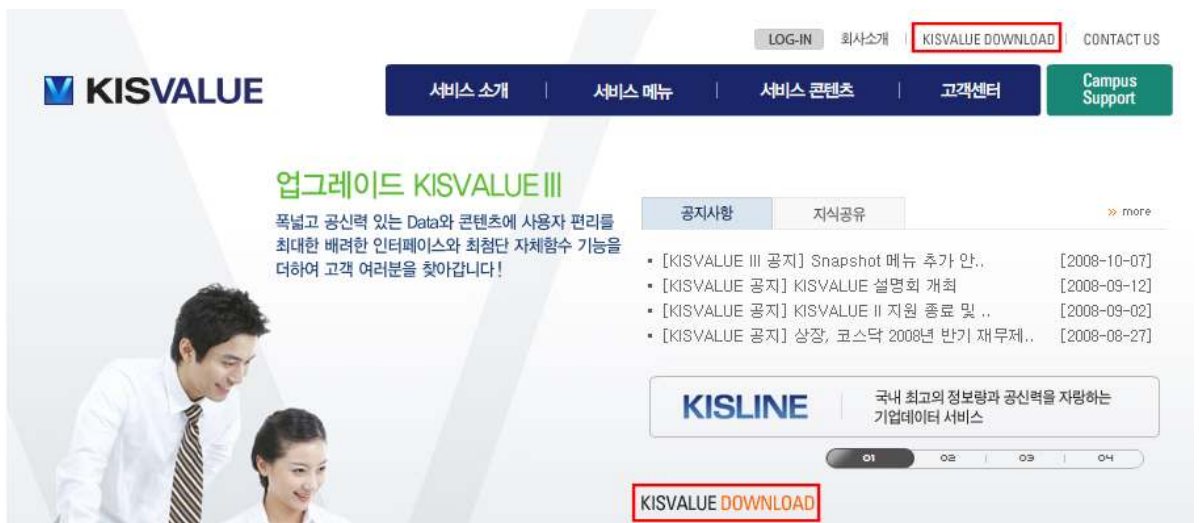 LOG-IN 회사소개 KISVALUE DOWNLOAD CONTACT US
KISVALUE
서비스 소개 서비스 메뉴 서비스 콘텐츠 고객센터 Campus Support
업그레이드 KISVALUE III
폭넓고 공신력 있는 Data와 콘텐츠에 사용자 편리를
최대한 배려한 인터페이스와 최첨단 자체함수 기능을
더하여 고객 여러분을 찾아갑니다!
공지사항 지식공유 » more
▪ [KISVALUE III 공지] Snapshot 메뉴 추가 안.. [2008-10-07]
▪ [KISVALUE 공지] KISVALUE 설명회 개최 [2008-09-12]
▪ [KISVALUE 공지] KISVALUE II 지원 종료 및 .. [2008-09-02]
▪ [KISVALUE 공지] 상장, 코스닥 2008년 반기 재무제.. [2008-08-27]
KISLINE
국내 최고의 정보량과 공신력을 자랑하는
기업데이터 서비스
01 02 03 04
KISVALUE DOWNLOAD